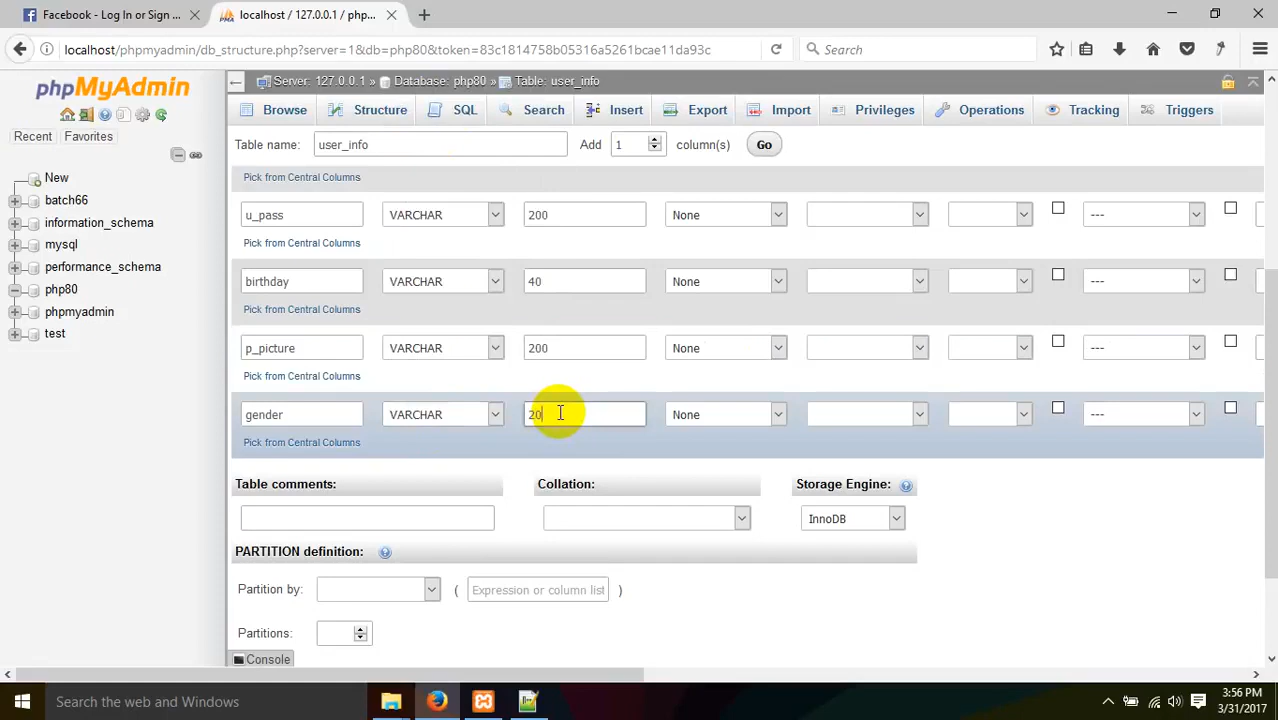 Facebook - Log In or Sign ...
localhost / 127.0.0.1 / php...
localhost/phpmyadmin/db_structure.php?server=1&db=php80&token=83c1814758b05316a5261bcae11da93c
Search
phpMyAdmin
Recent
Favorites
New
batch66
information_schema
mysql
performance_schema
php80
phpmyadmin
test
Server: 127.0.0.1 » Database: php80 » Table: user_info
Browse
Structure
SQL
Search
Insert
Export
Import
Privileges
Operations
Tracking
Triggers
Table name: user_info Add 1 column(s) Go
Pick from Central Columns
u_pass VARCHAR 200 None ---
Pick from Central Columns
birthday VARCHAR 40 None ---
Pick from Central Columns
p_picture VARCHAR 200 None ---
Pick from Central Columns
gender VARCHAR 20 None ---
Pick from Central Columns
Table comments: Collation: Storage Engine:
InnoDB
PARTITION definition:
Partition by: ( Expression or column list )
Partitions:
Console
Search the web and Windows
3:56 PM
3/31/2017